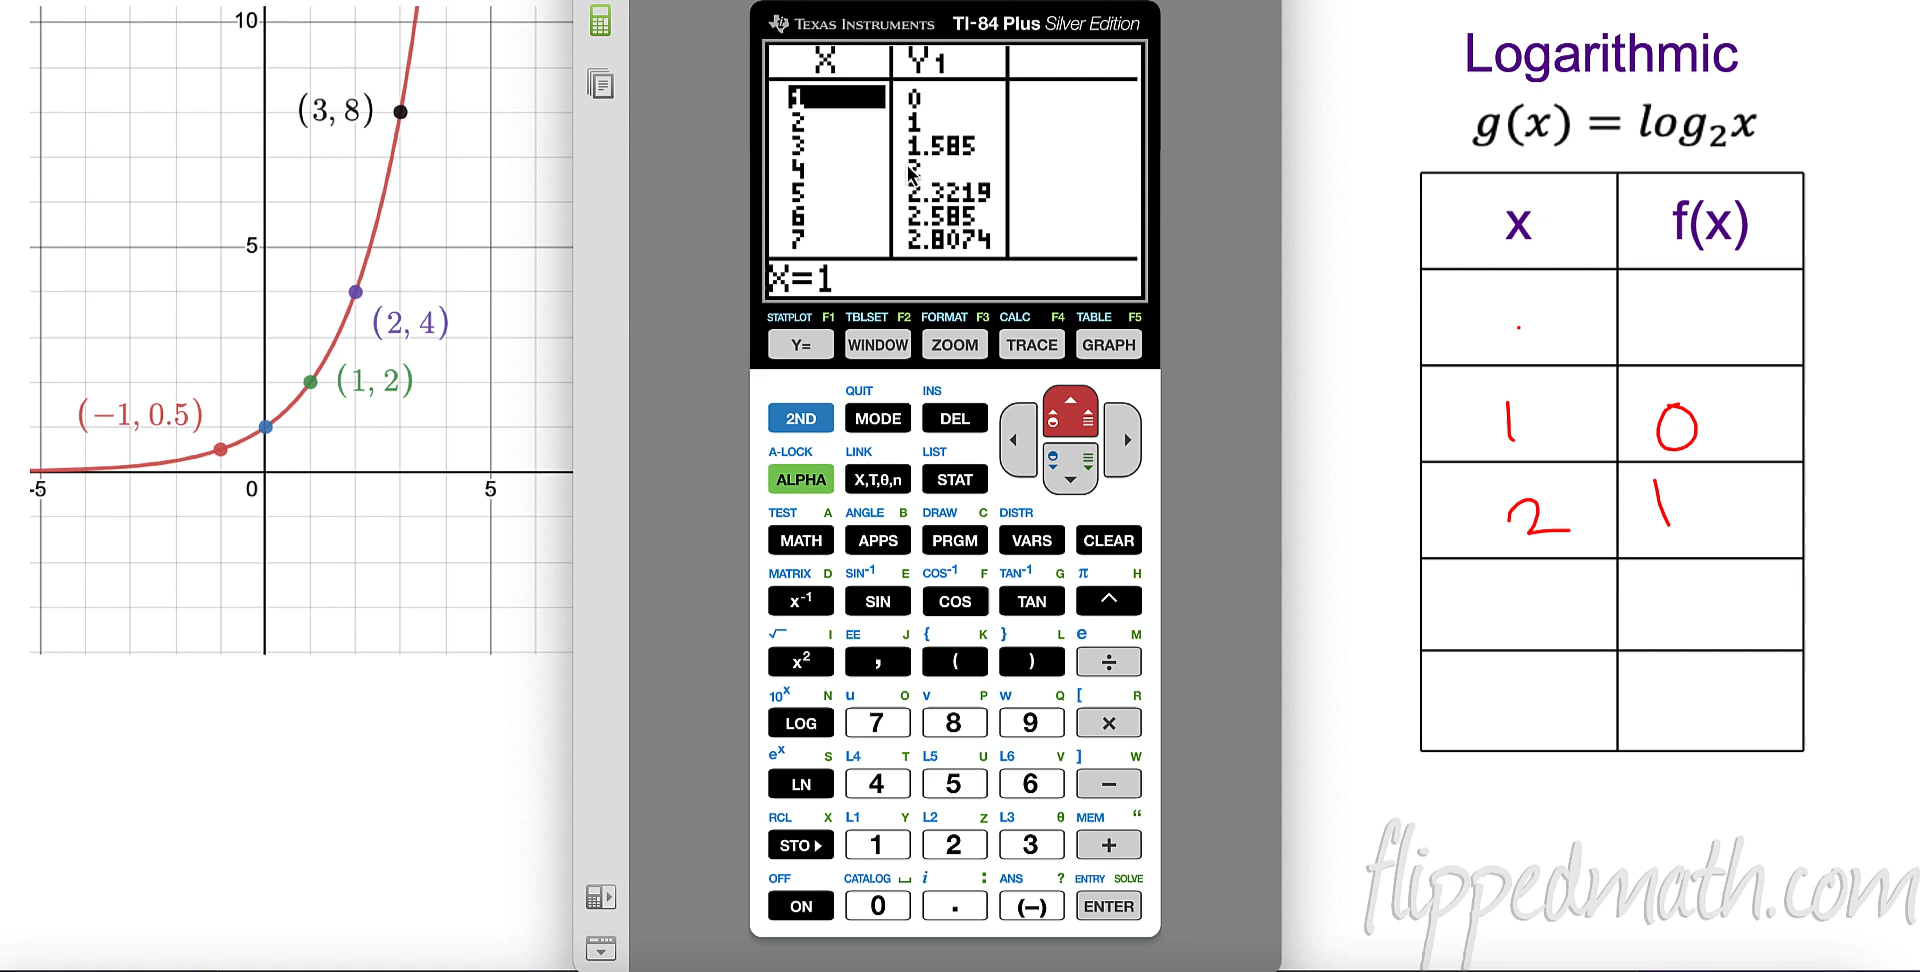 10
(3, 8)
5
(2, 4)
(1, 2)
(−1, 0.5)
-5 0 5
TEXAS INSTRUMENTS TI-84 Plus Silver Edition
X Y1
1 0
2 1
3 1.585
4
5 2.3219
6 2.585
7 2.8074
X=1
STATPLOT F1 TBLSET F2 FORMAT F3 CALC F4 TABLE F5
Y= WINDOW ZOOM TRACE GRAPH
QUIT INS
2ND MODE DEL
A-LOCK LINK LIST
ALPHA X,T,θ,n STAT
TEST A ANGLE B DRAW C DISTR
MATH APPS PRGM VARS CLEAR
MATRIX D SIN⁻¹ E COS⁻¹ F TAN⁻¹ G π H
x⁻¹ SIN COS TAN ^
√ I EE J { K } L e M
x² , ( ) ÷
10ˣ N u O v P w Q [ R
LOG 7 8 9 ×
eˣ S L4 T L5 U L6 V ] W
LN 4 5 6 −
RCL X L1 Y L2 Z L3 θ MEM “
STO▸ 1 2 3 +
OFF CATALOG ⎵ i : ANS ? ENTRY SOLVE
ON 0 . (−) ENTER
Logarithmic
g(x) = log₂x
x f(x)
1 0
2 1
flippedmath.com